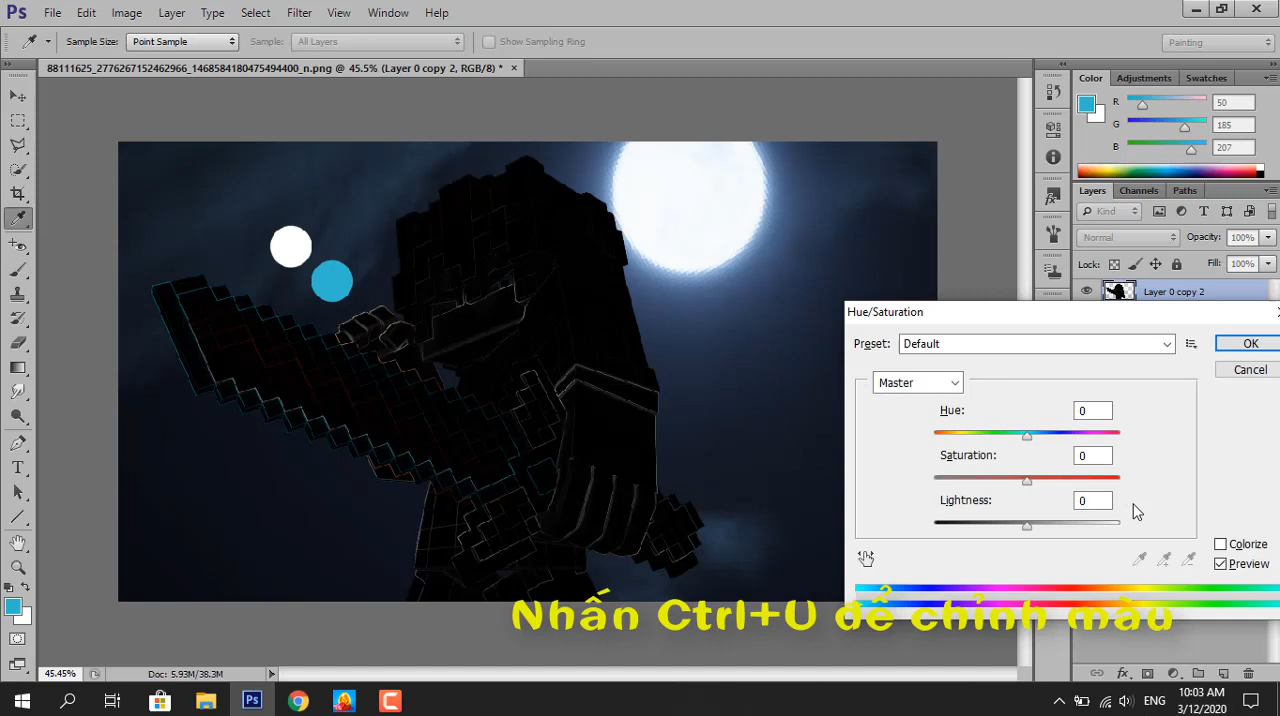 Ps File Edit Image Layer Type Select Filter View Window Help
Sample Size: Point Sample Sample: All Layers Show Sampling Ring Painting
88111625_2776267152462966_1468584180475494400_n.png @ 45.5% (Layer 0 copy 2, RGB/8) *
Color Adjustments Swatches
R 50
G 185
B 207
Layers Channels Paths
Kind
Normal Opacity: 100%
Lock: Fill: 100%
Layer 0 copy 2
Hue/Saturation
Preset: Default OK
Master Cancel
Hue: 0
Saturation: 0
Lightness: 0
Colorize
Preview
Nhấn Ctrl+U để chỉnh màu
45.45% Doc: 5.93M/38.3M
fx
ENG
10:03 AM
3/12/2020